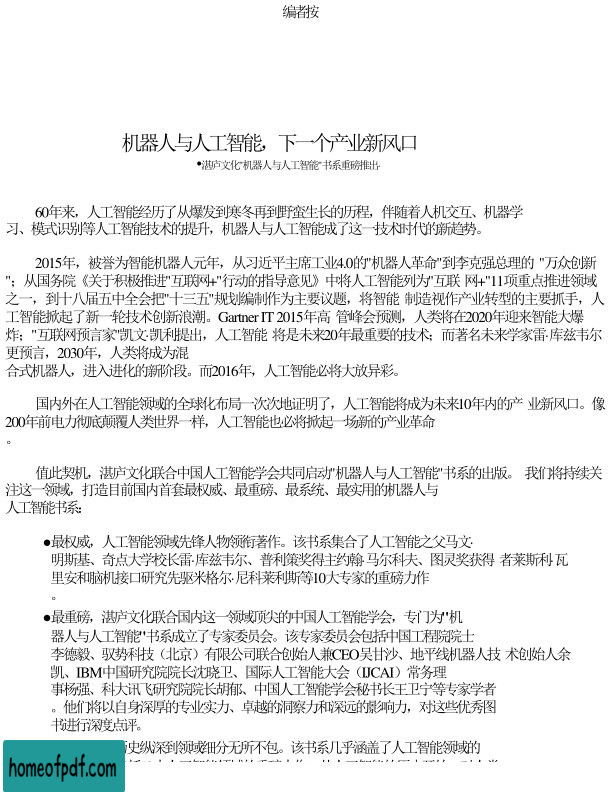 编者按
机器人与人工智能，下一个产业新风口
●湛庐文化"机器人与人工智能"书系重磅推出·
60年来，人工智能经历了从爆发到寒冬再到野蛮生长的历程，伴随着人机交互、机器学
习、模式识别等人工智能技术的提升，机器人与人工智能成了这一技术时代的新趋势。
2015年，被誉为智能机器人元年，从习近平主席工业4.0的"机器人革命"到李克强总理的 "万众创新
"；从国务院《关于积极推进"互联网+"行动的指导意见》中将人工智能列为"互联 网+"11项重点推进领域
之一，到十八届五中全会把"十三五"规划编制作为主要议题，将智能 制造视作产业转型的主要抓手，人
工智能掀起了新一轮技术创新浪潮。Gartner IT 2015年高 管峰会预测，人类将在2020年迎来智能大爆
炸；"互联网预言家"凯文·凯利提出，人工智能 将是未来20年最重要的技术；而著名未来学家雷·库兹韦尔
更预言，2030年，人类将成为混
合式机器人，进入进化的新阶段。而2016年，人工智能必将大放异彩。
国内外在人工智能领域的全球化布局一次次地证明了，人工智能将成为未来10年内的产 业新风口。像
200年前电力彻底颠覆人类世界一样，人工智能也必将掀起一场新的产业革命
。
值此契机，湛庐文化联合中国人工智能学会共同启动"机器人与人工智能"书系的出版。 我们将持续关
注这一领域，打造目前国内首套最权威、最重磅、最系统、最实用的机器人与
人工智能书系：
●最权威，人工智能领域先锋人物领衔著作。该书系集合了人工智能之父马文·
明斯基、奇点大学校长雷·库兹韦尔、普利策奖得主约翰·马尔科夫、图灵奖获得 者莱斯利·瓦
里安和脑机接口研究先驱米格尔·尼科莱利斯等10大专家的重磅力作
。
●最重磅，湛庐文化联合国内这一领域顶尖的中国人工智能学会，专门为"机
器人与人工智能"书系成立了专家委员会。该专家委员会包括中国工程院院士
李德毅、驭势科技（北京）有限公司联合创始人兼CEO吴甘沙、地平线机器人技 术创始人余
凯、IBM中国研究院院长沈晓卫、国际人工智能大会（IJCAI）常务理
事杨强、科大讯飞研究院院长胡郁、中国人工智能学会秘书长王卫宁等专家学者
。他们将以自身深厚的专业实力、卓越的洞察力和深远的影响力，对这些优秀图
书进行深度点评。
历史纵深到领域细分无所不包。该书系几乎涵盖了人工智能领域的
homeofpdf.com